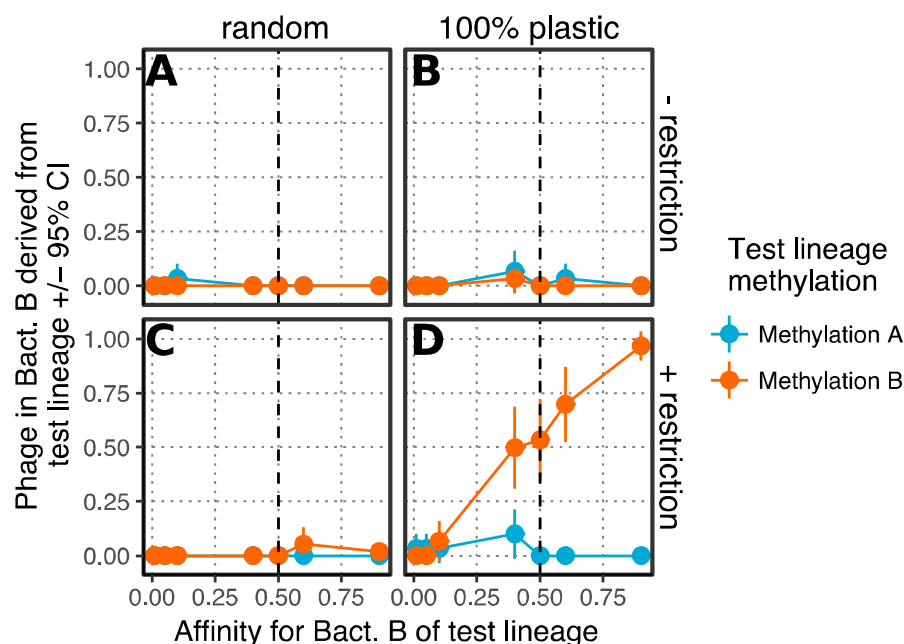 random 100% plastic
Phage in Bact. B derived from
test lineage +/− 95% CI
A
1.00
0.75
0.50
0.25
0.00
B
- restriction
C
1.00
0.75
0.50
0.25
0.00
D
+ restriction
0.00 0.25 0.50 0.75 0.00 0.25 0.50 0.75
Affinity for Bact. B of test lineage
Test lineage
methylation
Methylation A
Methylation B